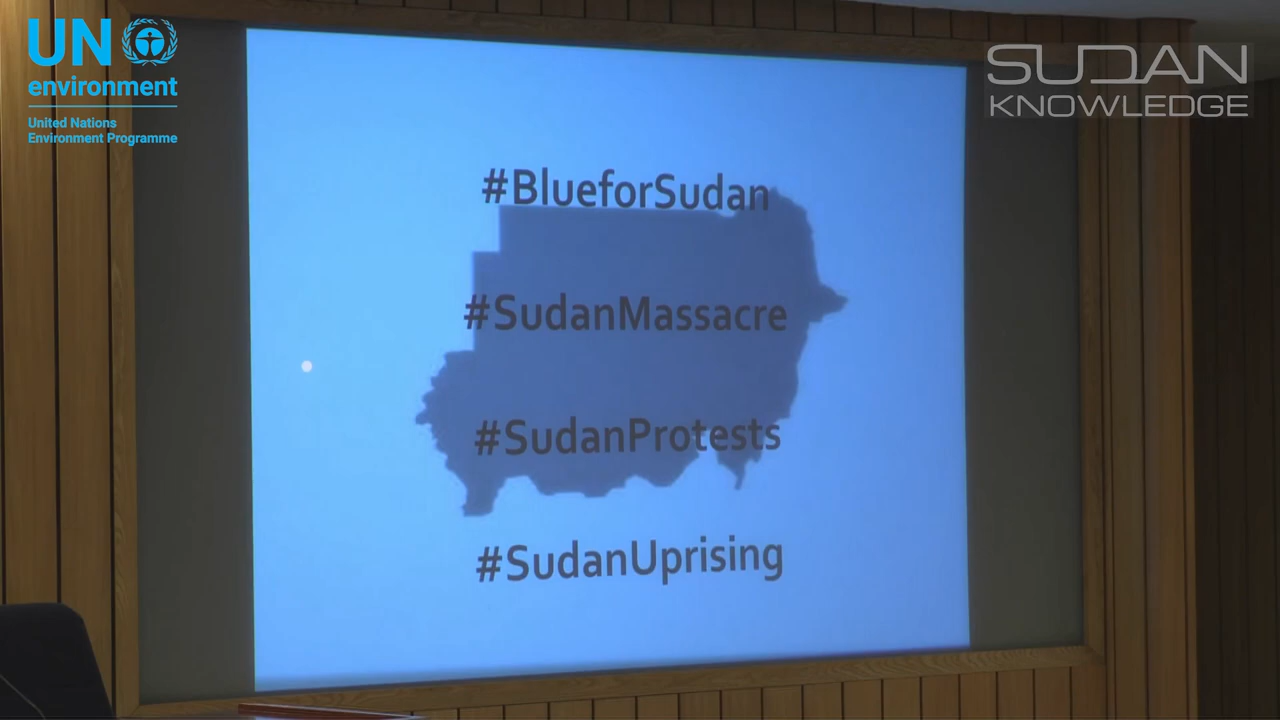 UN
environment
United Nations
Environment Programme
SUDAN
KNOWLEDGE
#BlueforSudan
#SudanMassacre
#SudanProtests
#SudanUprising